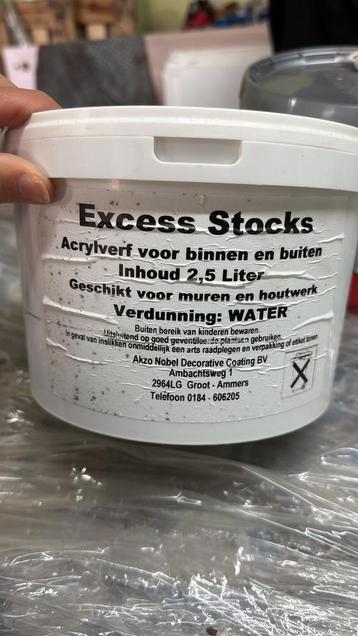 Excess Stocks
Acrylverf voor binnen en buiten
Inhoud 2,5 Liter
Geschikt voor muren en houtwerk
Verdunning: WATER
Buiten bereik van kinderen bewaren.
Uitsluitend op goed geventileerde plaatsen gebruiken.
In geval van inslikken onmiddellijk een arts raadplegen en verpakking of etiket tonen
Akzo Nobel Decorative Coating BV
Ambachtsweg 1
2964LG Groot - Ammers
Telefoon 0184 - 606205